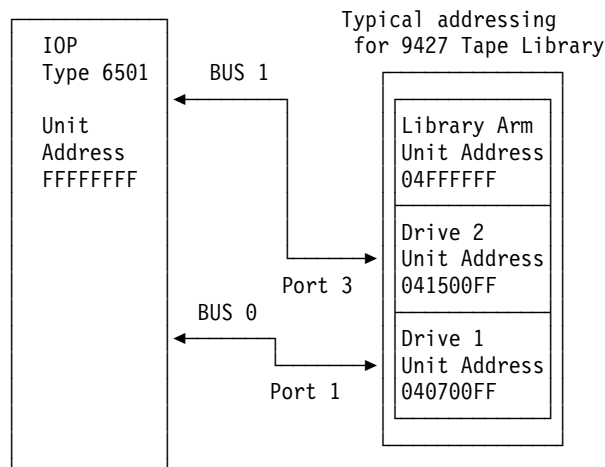 Typical addressing
for 9427 Tape Library
IOP
Type 6501
Unit
Address
FFFFFFFF
BUS 1
Library Arm
Unit Address
04FFFFFF
Drive 2
Unit Address
041500FF
Port 3
BUS 0
Drive 1
Unit Address
040700FF
Port 1